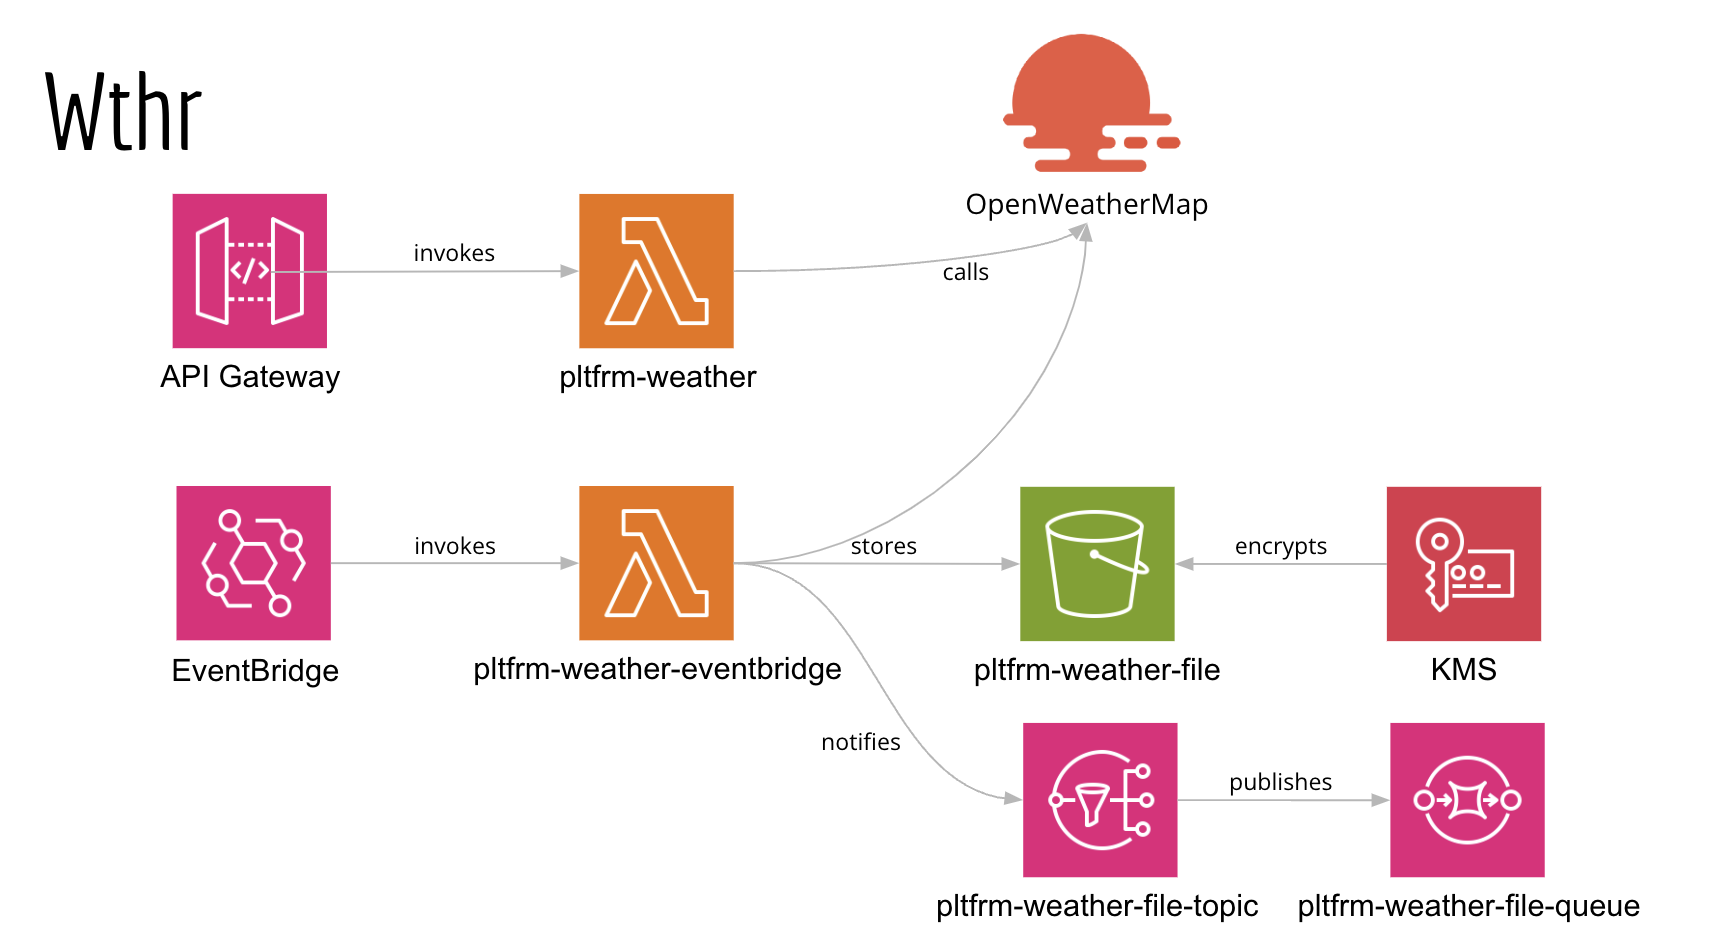 Wthr
OpenWeatherMap
invokes
calls
API Gateway
pltfrm-weather
invokes
stores
encrypts
EventBridge
pltfrm-weather-eventbridge
pltfrm-weather-file
KMS
notifies
publishes
pltfrm-weather-file-topic
pltfrm-weather-file-queue